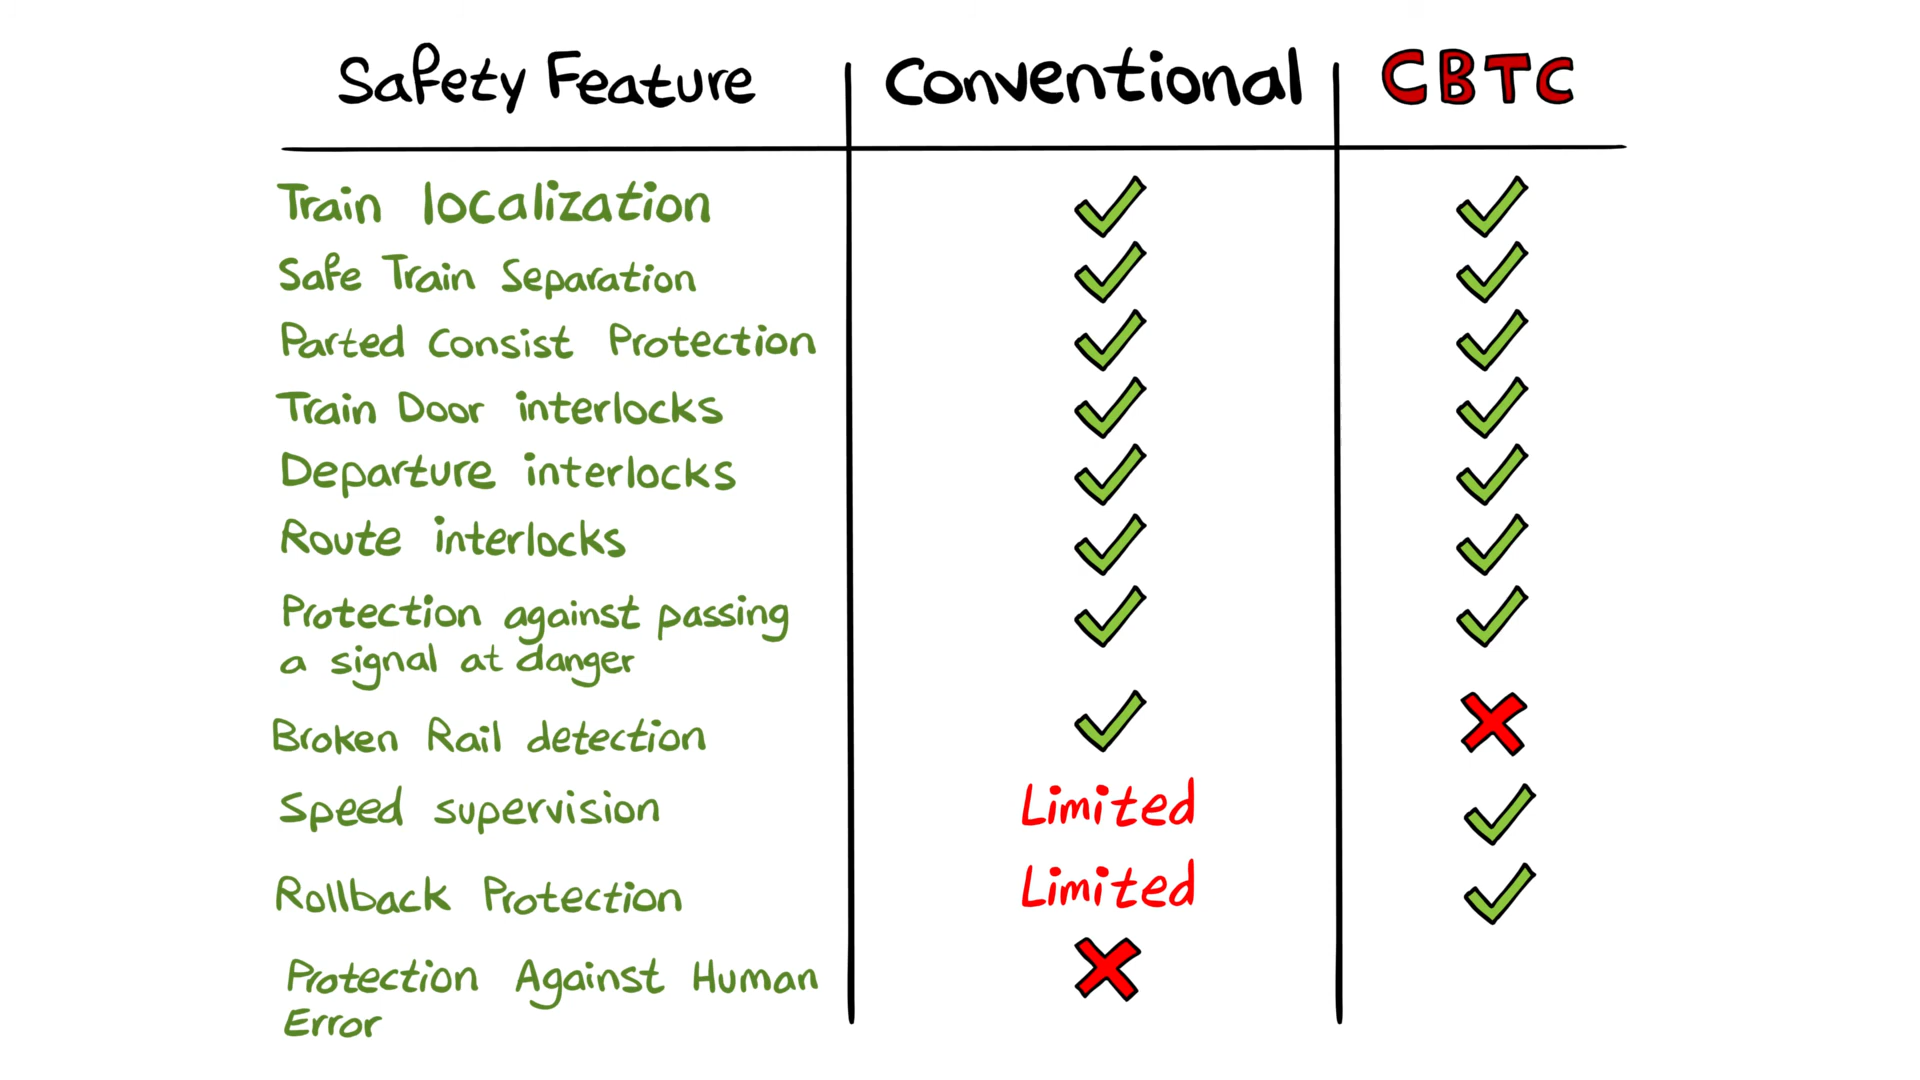 Safety Feature Conventional CBTC
Train localization
Safe Train Separation
Parted Consist Protection
Train Door interlocks
Departure interlocks
Route interlocks
Protection against passing
a signal at danger
Broken Rail detection
Speed supervision Limited
Rollback Protection Limited
Protection Against Human
Error